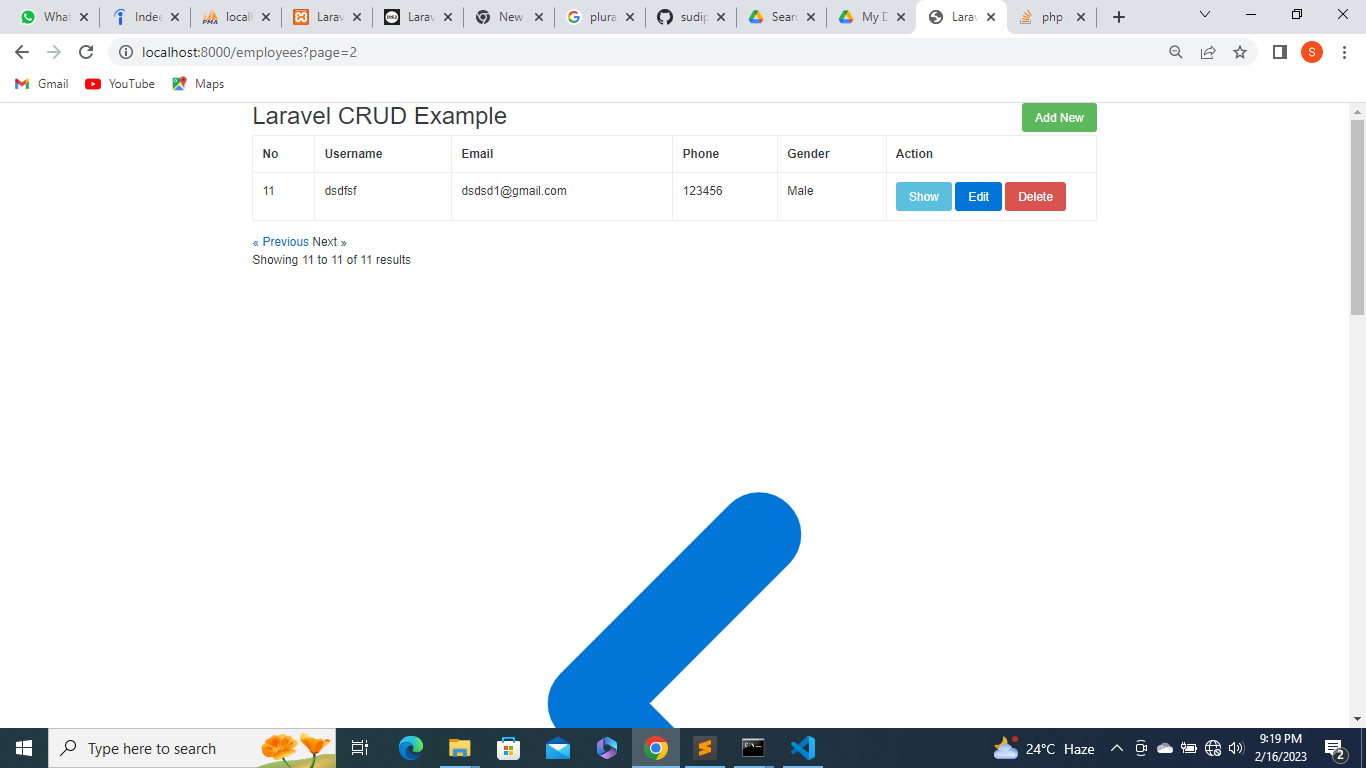 What Indee locall Larav Larav New plura sudip Searc My D Larav php
localhost:8000/employees?page=2
Gmail YouTube Maps
Laravel CRUD Example Add New
No Username Email Phone Gender Action
11 dsdfsf dsdsd1@gmail.com 123456 Male Show Edit Delete
« Previous Next »
Showing 11 to 11 of 11 results
Type here to search
24°C Haze
9:19 PM
2/16/2023
2